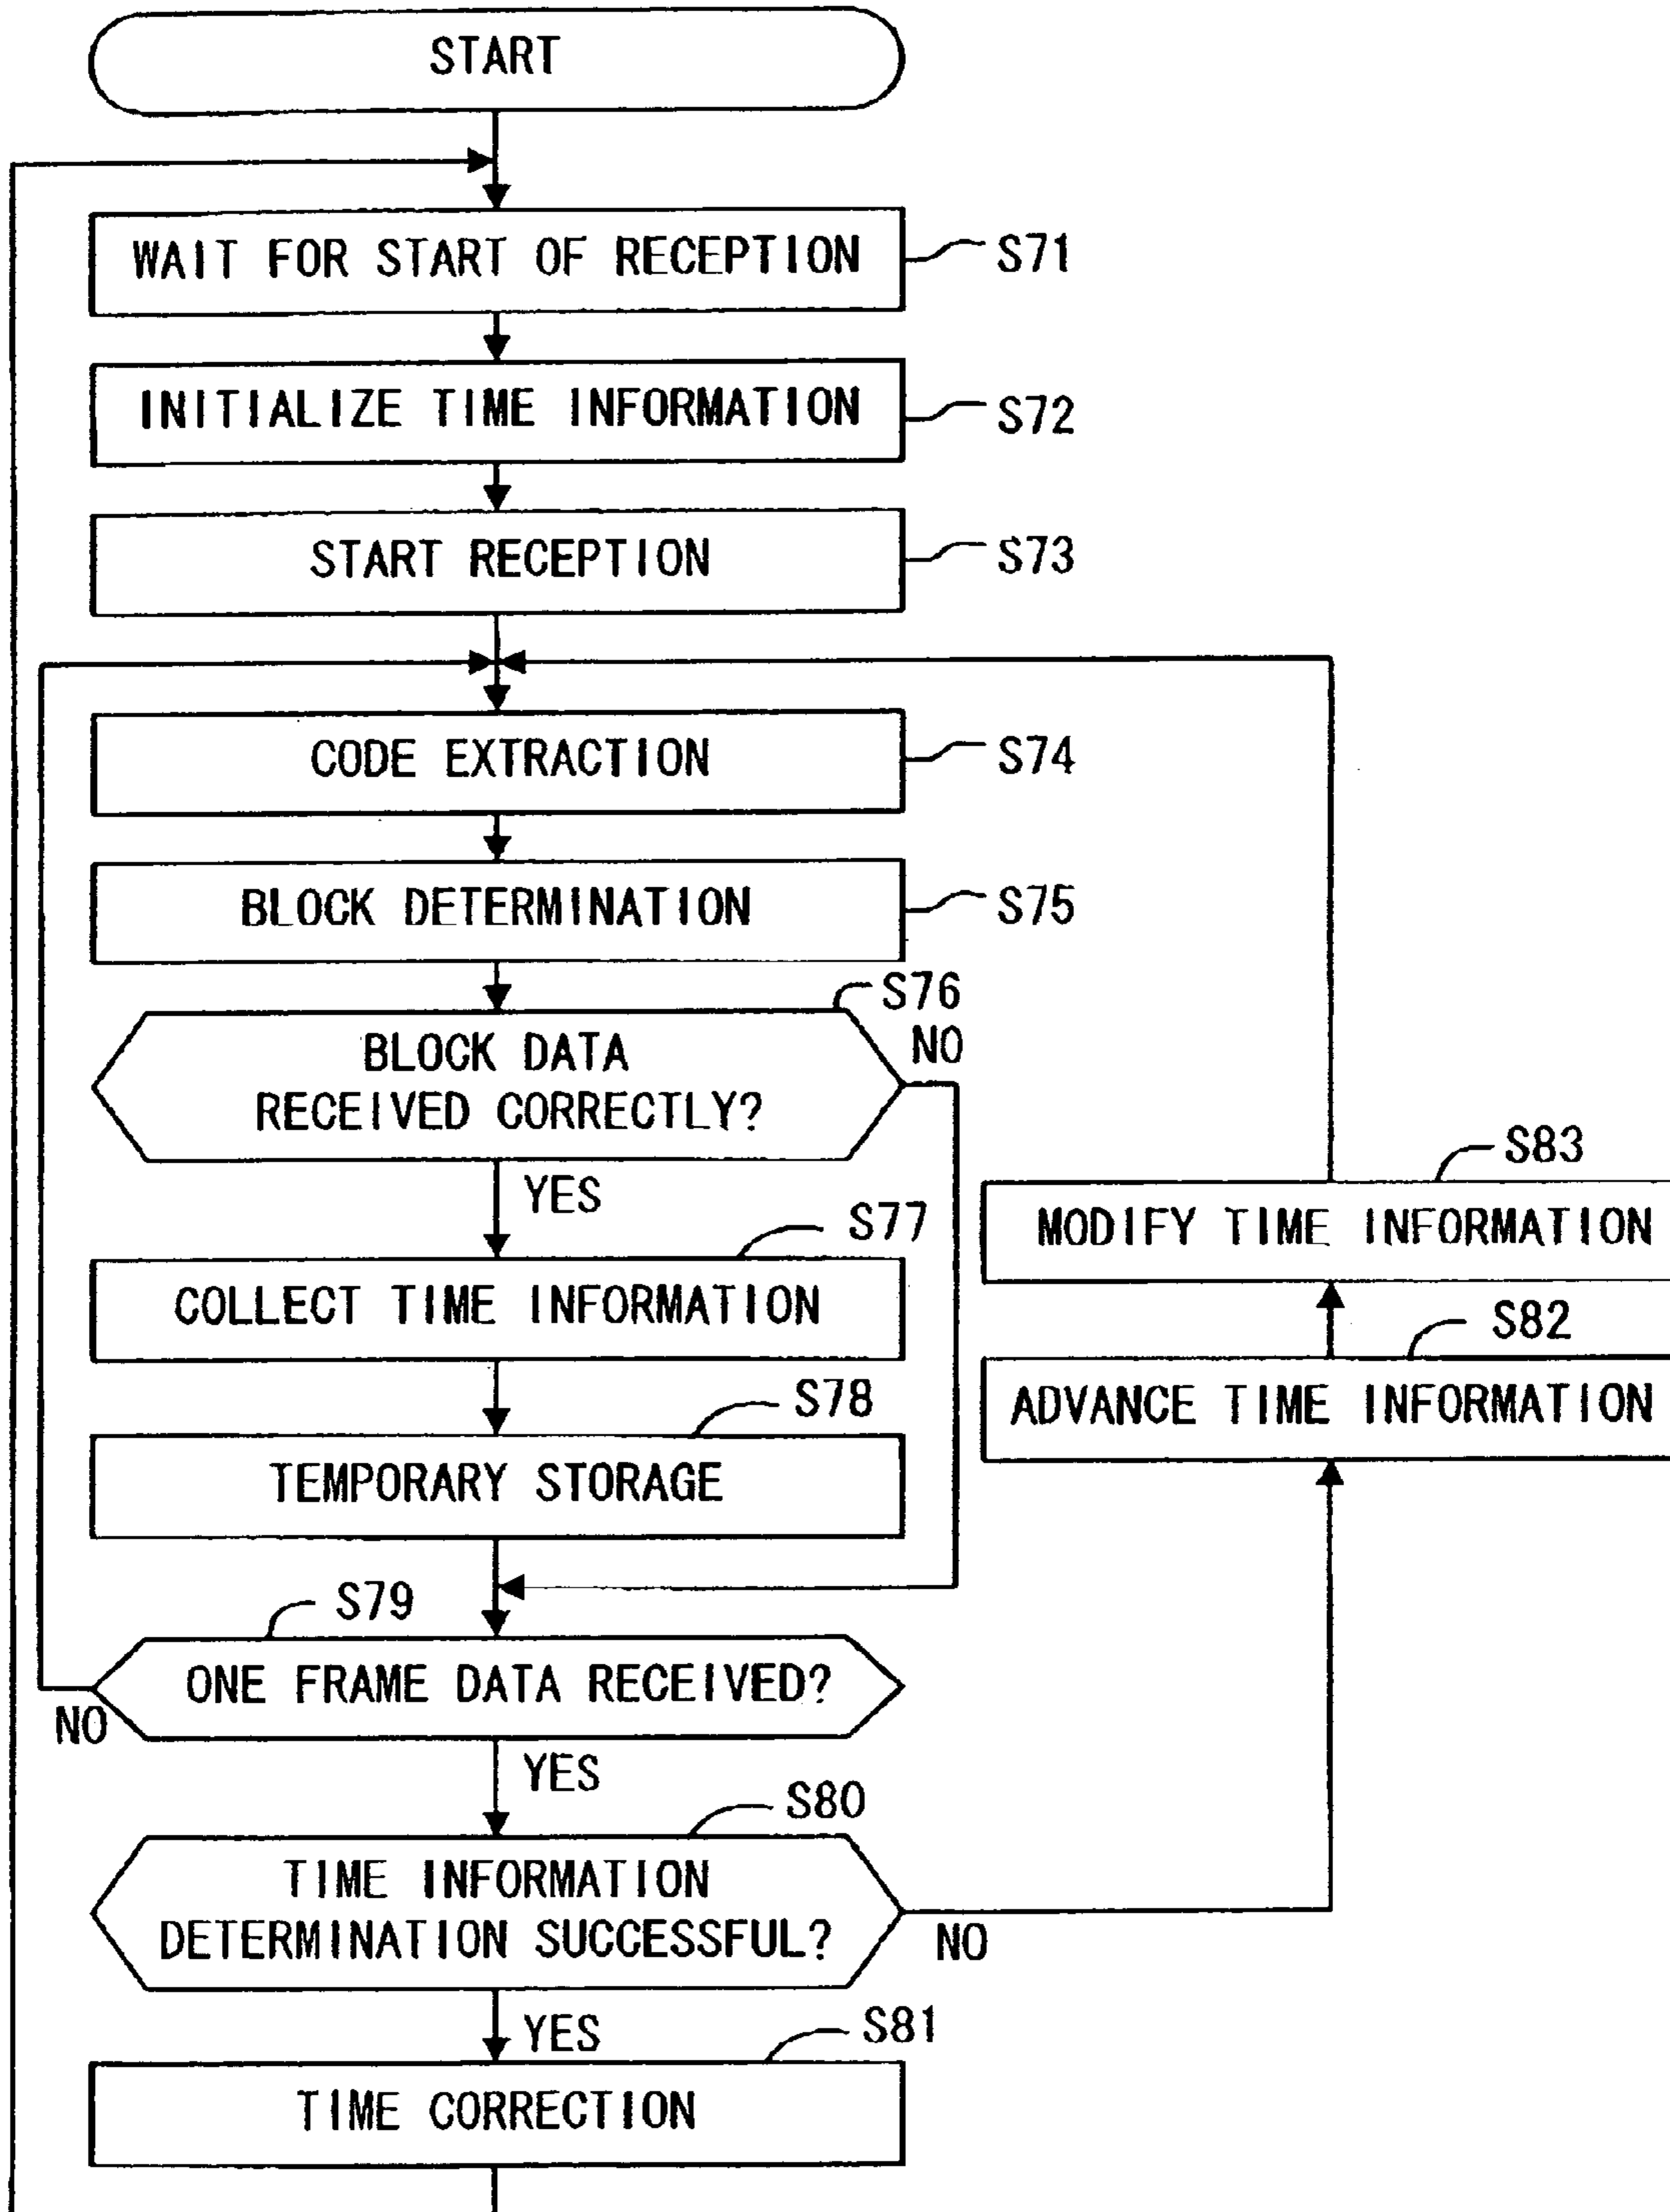 START
WAIT FOR START OF RECEPTION
S71
INITIALIZE TIME INFORMATION
S72
START RECEPTION
S73
CODE EXTRACTION
S74
BLOCK DETERMINATION
S75
S76
BLOCK DATA
RECEIVED CORRECTLY?
NO
YES
S77
COLLECT TIME INFORMATION
S78
TEMPORARY STORAGE
S79
ONE FRAME DATA RECEIVED?
NO
YES
S80
TIME INFORMATION
DETERMINATION SUCCESSFUL?
NO
YES
S81
TIME CORRECTION
S83
MODIFY TIME INFORMATION
S82
ADVANCE TIME INFORMATION